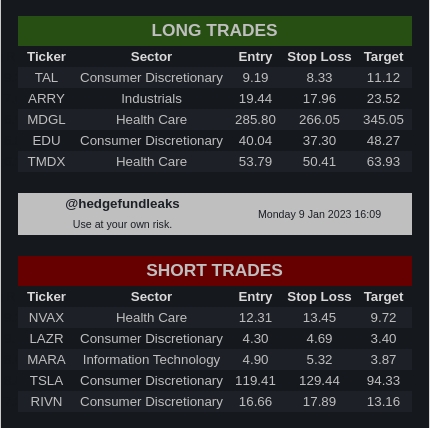 LONG TRADES
Ticker Sector Entry Stop Loss Target
TAL Consumer Discretionary 9.19 8.33 11.12
ARRY Industrials 19.44 17.96 23.52
MDGL Health Care 285.80 266.05 345.05
EDU Consumer Discretionary 40.04 37.30 48.27
TMDX Health Care 53.79 50.41 63.93
@hedgefundleaks
Use at your own risk.
Monday 9 Jan 2023 16:09
SHORT TRADES
Ticker Sector Entry Stop Loss Target
NVAX Health Care 12.31 13.45 9.72
LAZR Consumer Discretionary 4.30 4.69 3.40
MARA Information Technology 4.90 5.32 3.87
TSLA Consumer Discretionary 119.41 129.44 94.33
RIVN Consumer Discretionary 16.66 17.89 13.16